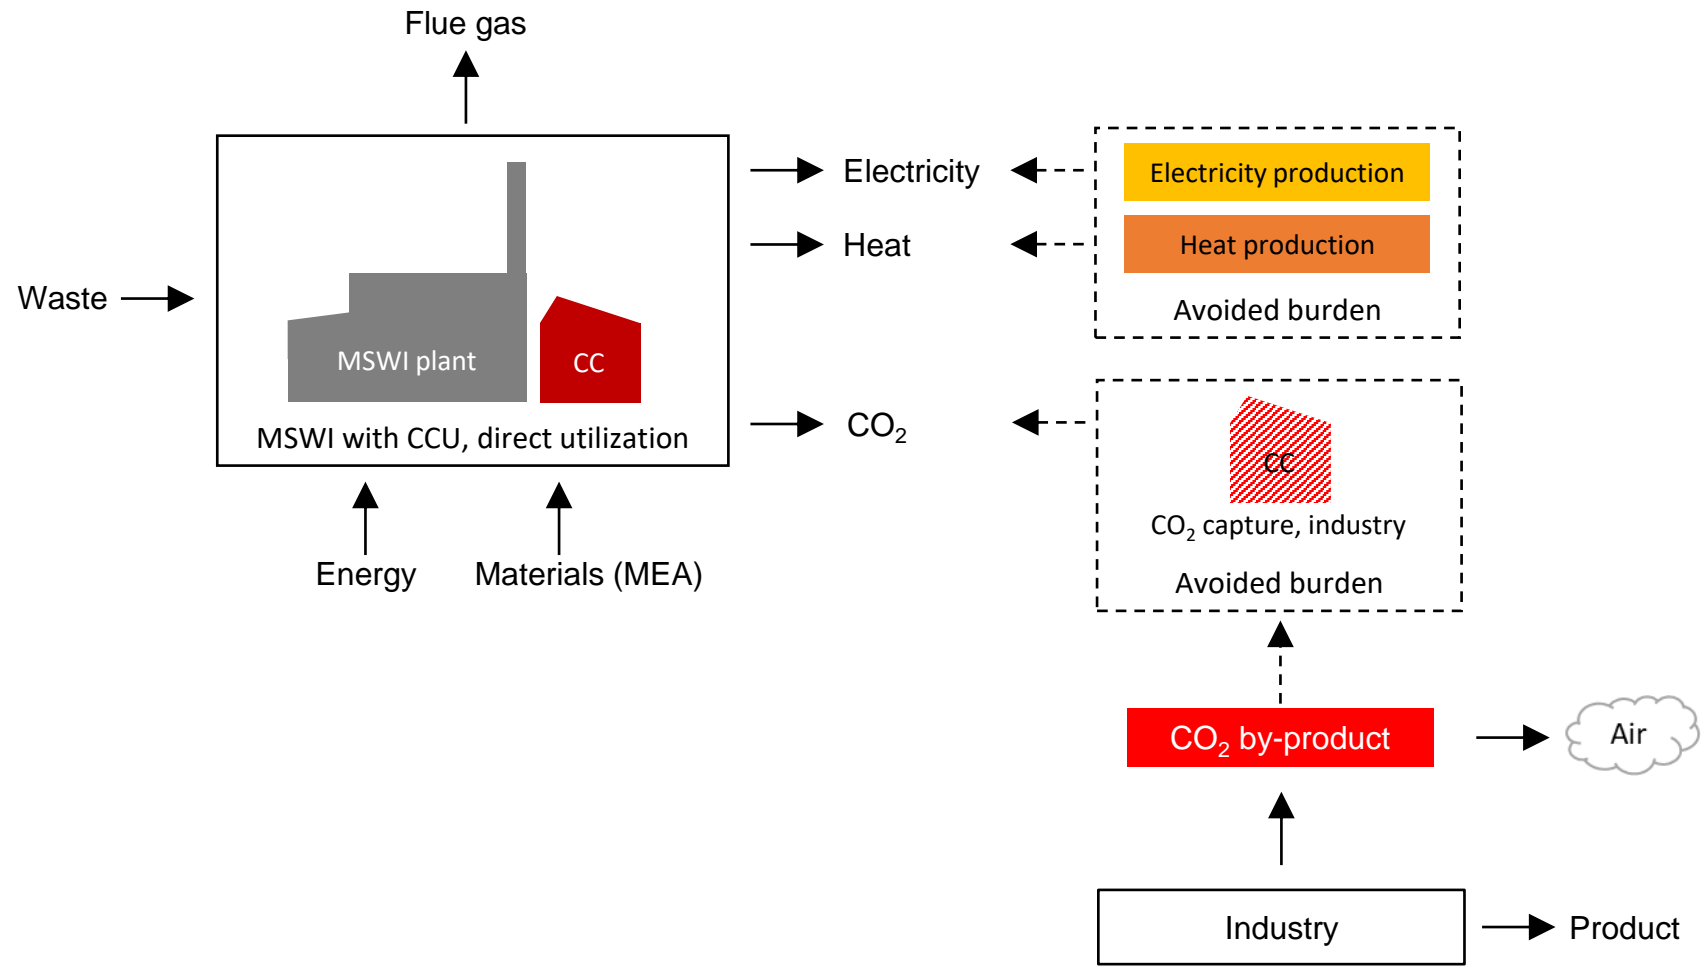 Flue gas
Electricity
Electricity production
Heat
Heat production
Waste
Avoided burden
MSWI plant
CC
CO₂
MSWI with CCU, direct utilization
CC
CO₂ capture, industry
Energy
Materials (MEA)
Avoided burden
CO₂ by-product
Air
Industry
Product